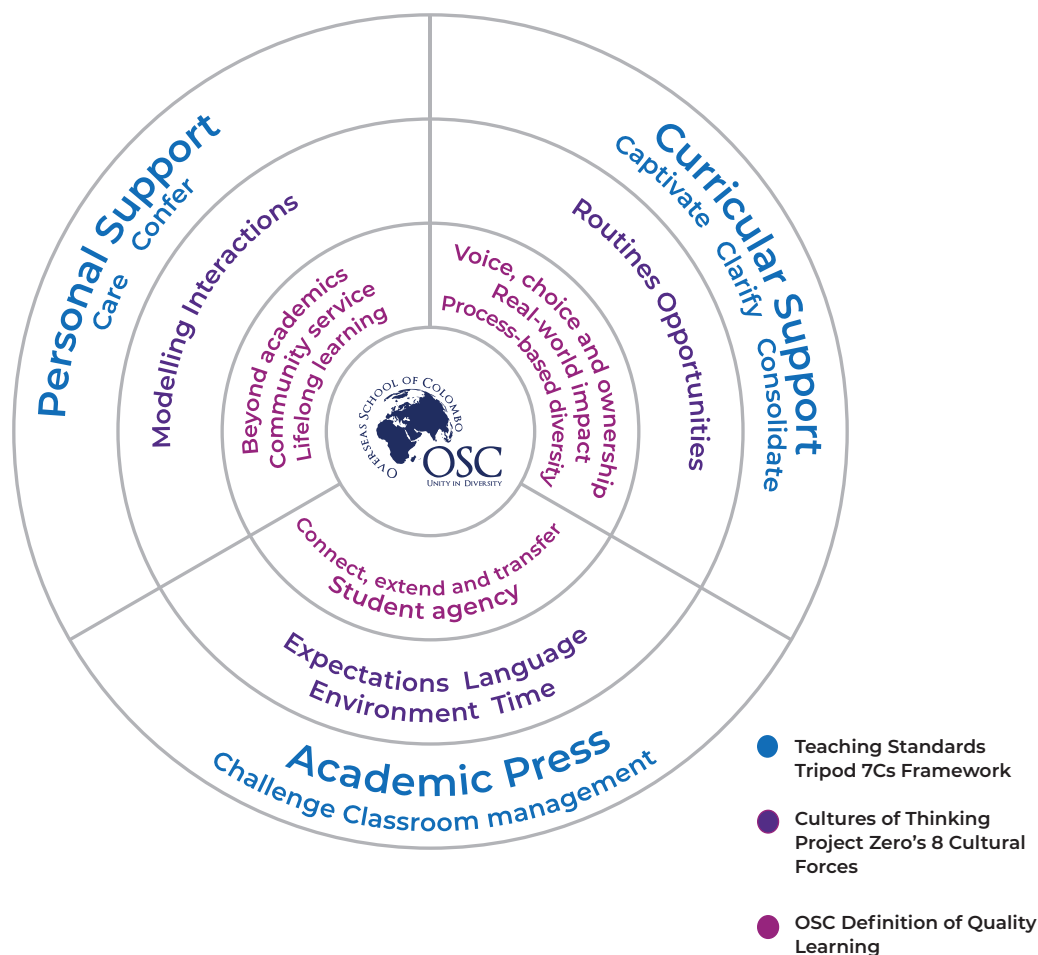 Personal Support
Care Confer
Modelling Interactions
Beyond academics
Community service
Lifelong learning
Curricular Support
Captivate Clarify Consolidate
Routines Opportunities
Voice, choice and ownership
Real-world impact
Process-based diversity
OVERSEAS SCHOOL OF COLOMBO
OSC
UNITY IN DIVERSITY
Connect, extend and transfer
Student agency
Expectations Language
Environment Time
Academic Press
Challenge Classroom management
Teaching Standards
Tripod 7Cs Framework
Cultures of Thinking
Project Zero’s 8 Cultural
Forces
OSC Definition of Quality
Learning